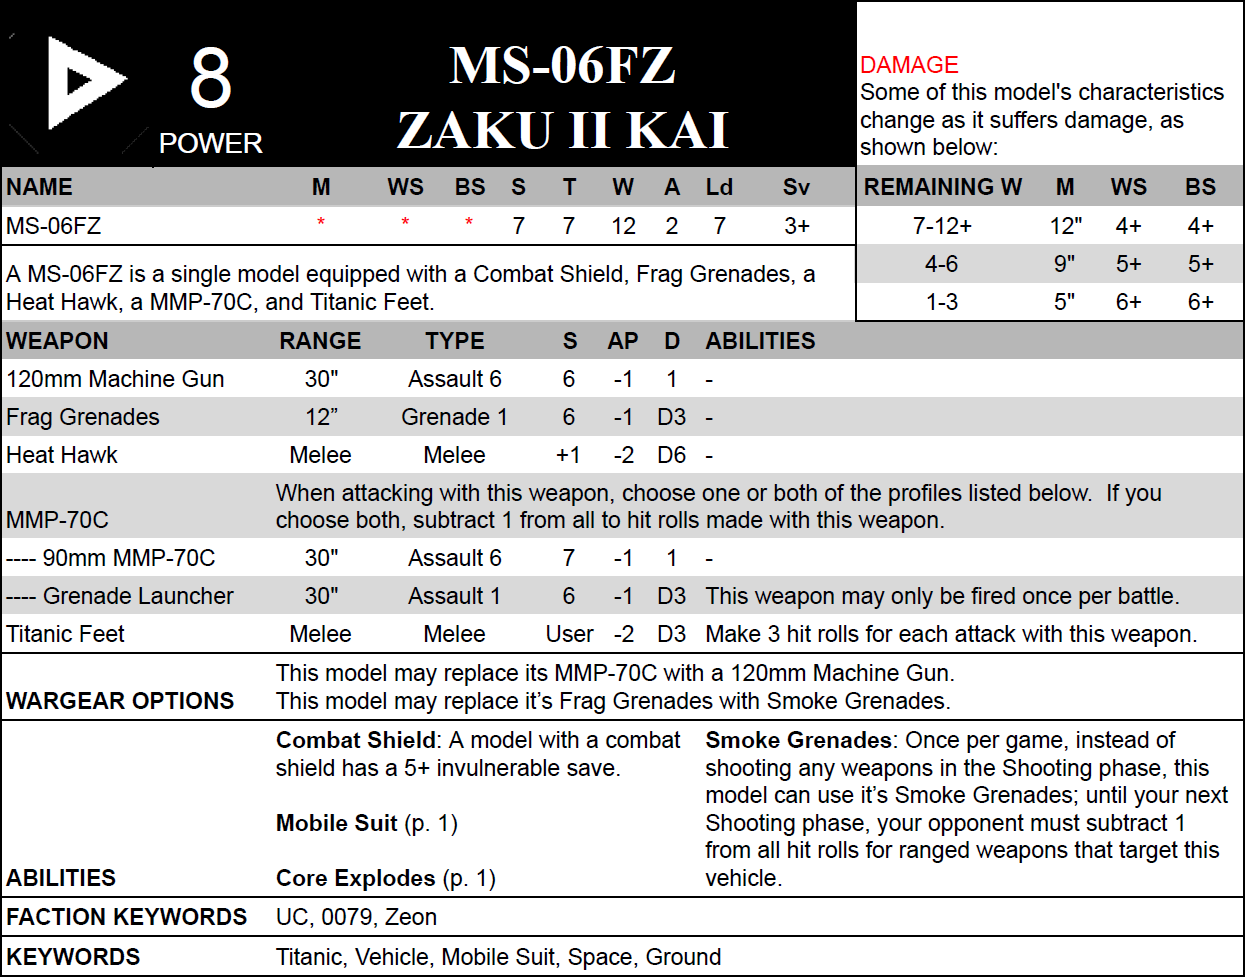 8
POWER
MS-06FZ
ZAKU II KAI
DAMAGE
Some of this model's characteristics
change as it suffers damage, as
shown below:
NAME M WS BS S T W A Ld Sv
MS-06FZ * * * 7 7 12 2 7 3+
REMAINING W M WS BS
7-12+ 12" 4+ 4+
4-6 9" 5+ 5+
1-3 5" 6+ 6+
A MS-06FZ is a single model equipped with a Combat Shield, Frag Grenades, a
Heat Hawk, a MMP-70C, and Titanic Feet.
WEAPON RANGE TYPE S AP D ABILITIES
120mm Machine Gun 30" Assault 6 6 -1 1 -
Frag Grenades 12” Grenade 1 6 -1 D3 -
Heat Hawk Melee Melee +1 -2 D6 -
MMP-70C
When attacking with this weapon, choose one or both of the profiles listed below.  If you
choose both, subtract 1 from all to hit rolls made with this weapon.
---- 90mm MMP-70C 30" Assault 6 7 -1 1 -
---- Grenade Launcher 30" Assault 1 6 -1 D3 This weapon may only be fired once per battle.
Titanic Feet Melee Melee User -2 D3 Make 3 hit rolls for each attack with this weapon.
WARGEAR OPTIONS
This model may replace its MMP-70C with a 120mm Machine Gun.
This model may replace it’s Frag Grenades with Smoke Grenades.
ABILITIES
Combat Shield: A model with a combat
shield has a 5+ invulnerable save.
Mobile Suit (p. 1)
Core Explodes (p. 1)
Smoke Grenades: Once per game, instead of
shooting any weapons in the Shooting phase, this
model can use it’s Smoke Grenades; until your next
Shooting phase, your opponent must subtract 1
from all hit rolls for ranged weapons that target this
vehicle.
FACTION KEYWORDS UC, 0079, Zeon
KEYWORDS Titanic, Vehicle, Mobile Suit, Space, Ground